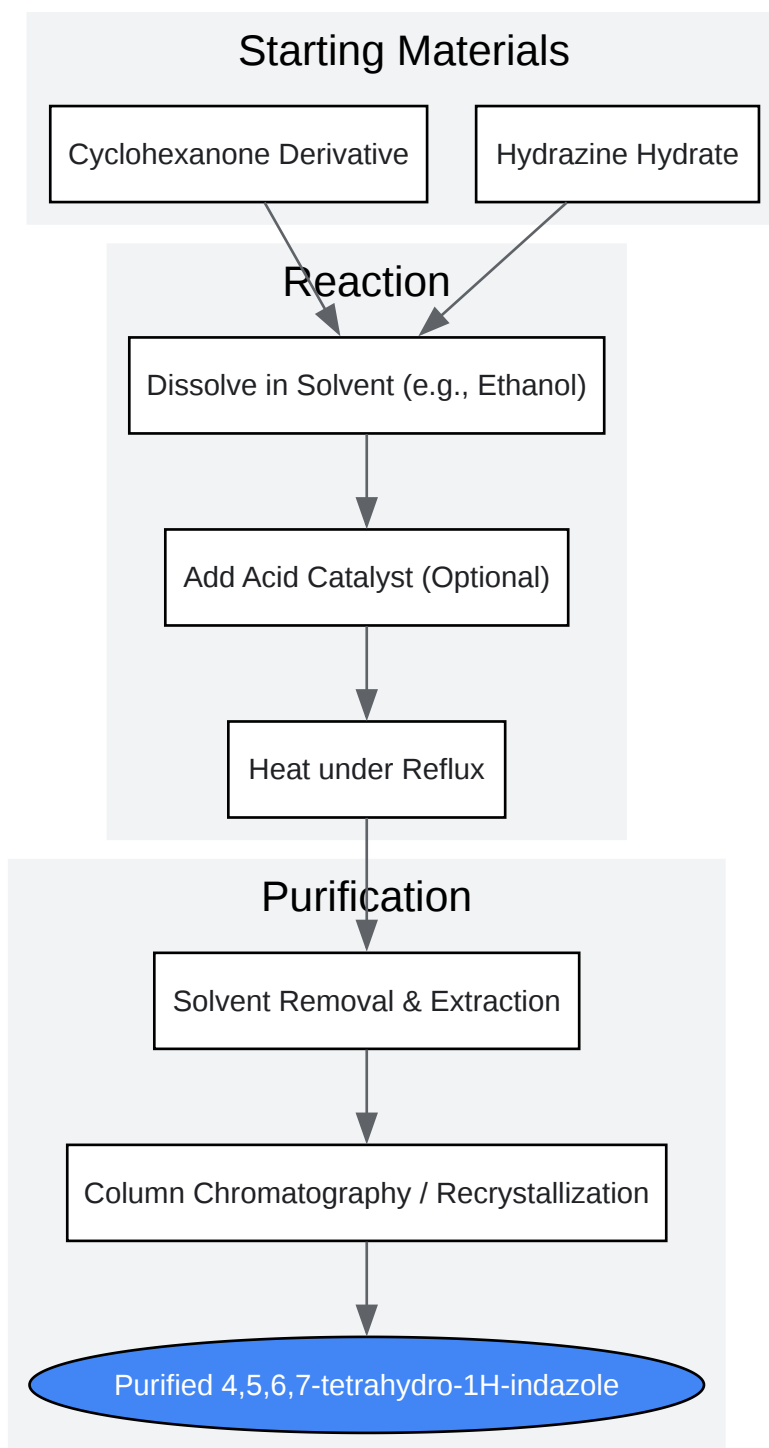 Starting Materials
Cyclohexanone Derivative
Hydrazine Hydrate
Reaction
Dissolve in Solvent (e.g., Ethanol)
Add Acid Catalyst (Optional)
Heat under Reflux
Purification
Solvent Removal & Extraction
Column Chromatography / Recrystallization
Purified 4,5,6,7-tetrahydro-1H-indazole